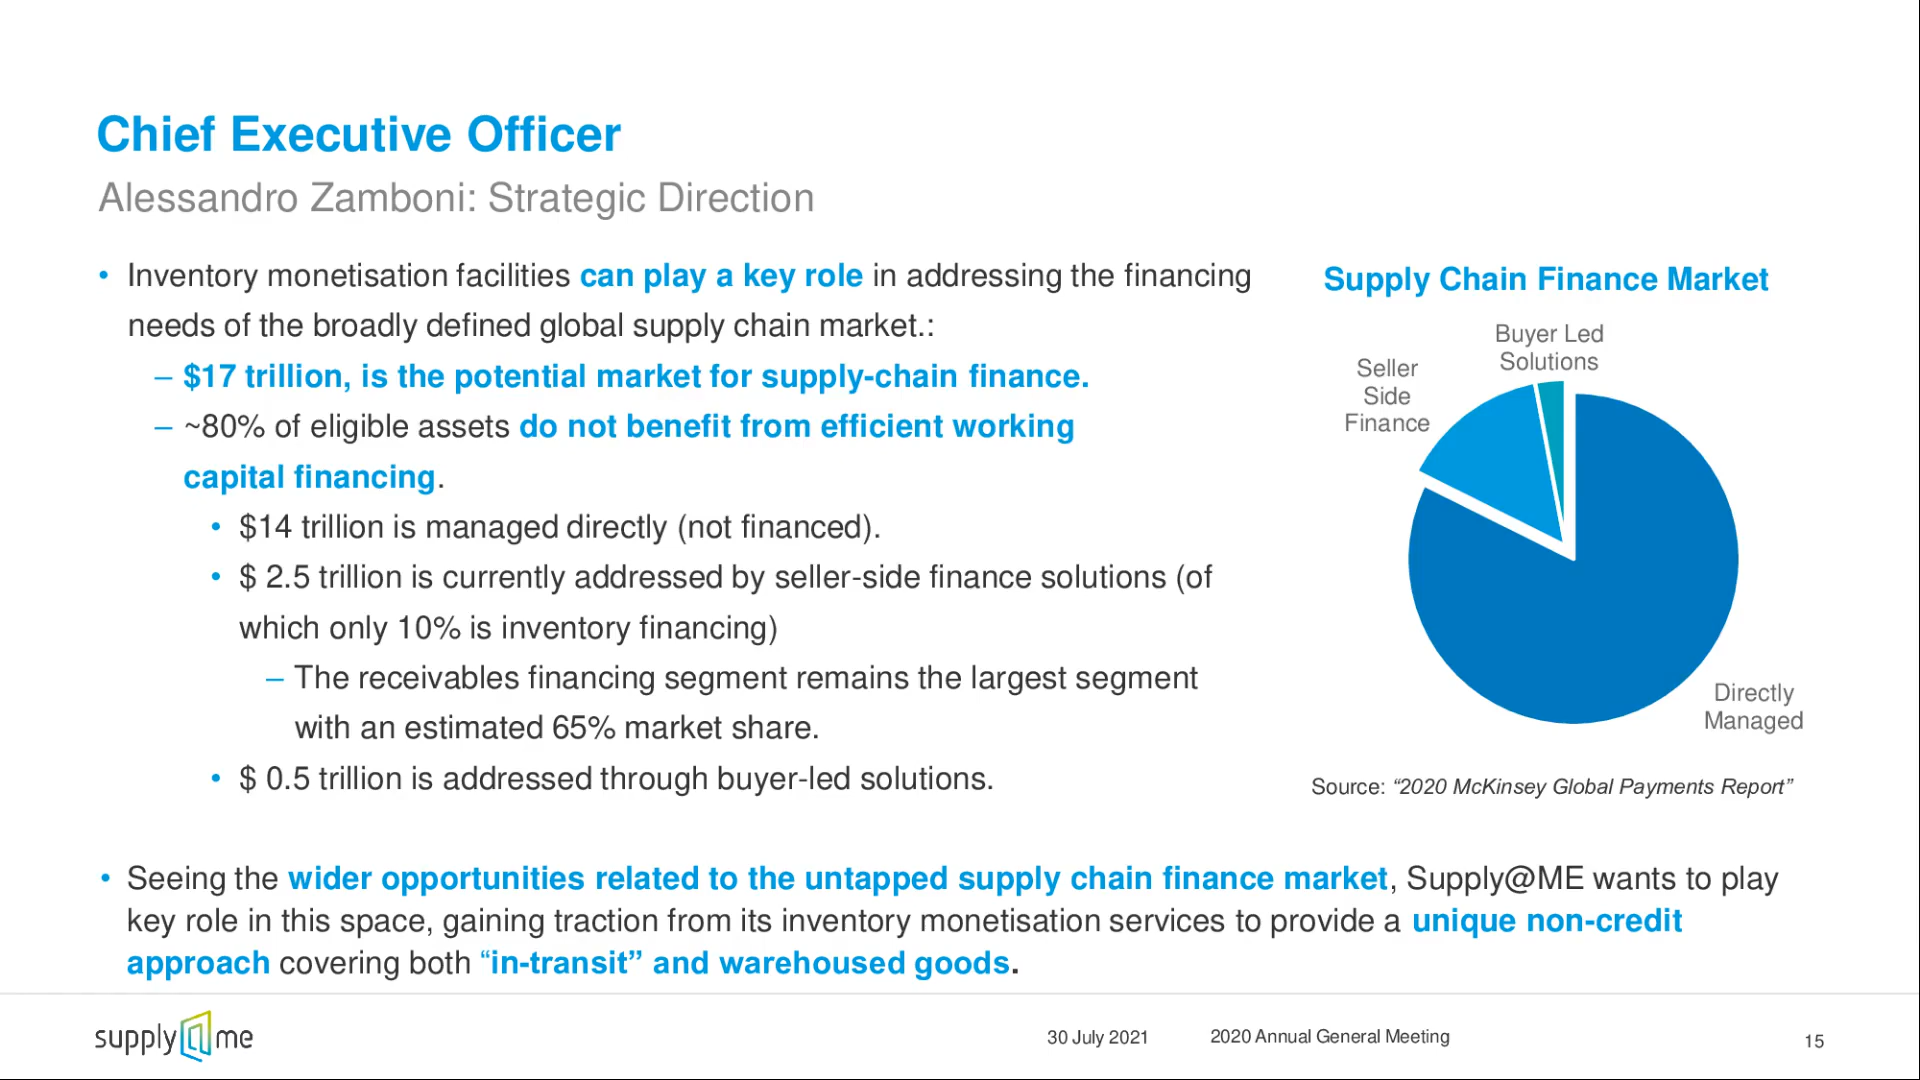 Chief Executive Officer
Alessandro Zamboni: Strategic Direction
• Inventory monetisation facilities can play a key role in addressing the financing
needs of the broadly defined global supply chain market.:
– $17 trillion, is the potential market for supply-chain finance.
– ~80% of eligible assets do not benefit from efficient working
capital financing.
• $14 trillion is managed directly (not financed).
• $ 2.5 trillion is currently addressed by seller-side finance solutions (of
which only 10% is inventory financing)
– The receivables financing segment remains the largest segment
with an estimated 65% market share.
• $ 0.5 trillion is addressed through buyer-led solutions.
Supply Chain Finance Market
Buyer Led
Solutions
Seller
Side
Finance
Directly
Managed
Source: “2020 McKinsey Global Payments Report”
• Seeing the wider opportunities related to the untapped supply chain finance market, Supply@ME wants to play
key role in this space, gaining traction from its inventory monetisation services to provide a unique non-credit
approach covering both “in-transit” and warehoused goods.
supply@me
30 July 2021
2020 Annual General Meeting
15